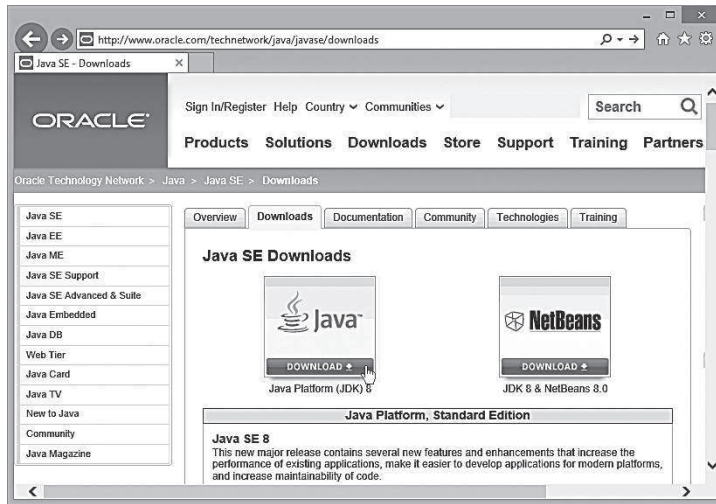 http://www.oracle.com/technetwork/java/javase/downloads
Java SE - Downloads
ORACLE
Sign In/Register Help Country Communities
Search
Products Solutions Downloads Store Support Training Partners
Oracle Technology Network > Java > Java SE > Downloads
Java SE
Java EE
Java ME
Java SE Support
Java SE Advanced & Suite
Java Embedded
Java DB
Web Tier
Java Card
Java TV
New to Java
Community
Java Magazine
Overview Downloads Documentation Community Technologies Training
Java SE Downloads
Java™
DOWNLOAD
Java Platform (JDK) 8
NetBeans
DOWNLOAD
JDK 8 & NetBeans 8.0
Java Platform, Standard Edition
Java SE 8
This new major release contains several new features and enhancements that increase the
performance of existing applications, make it easier to develop applications for modern platforms,
and increase maintainability of code.